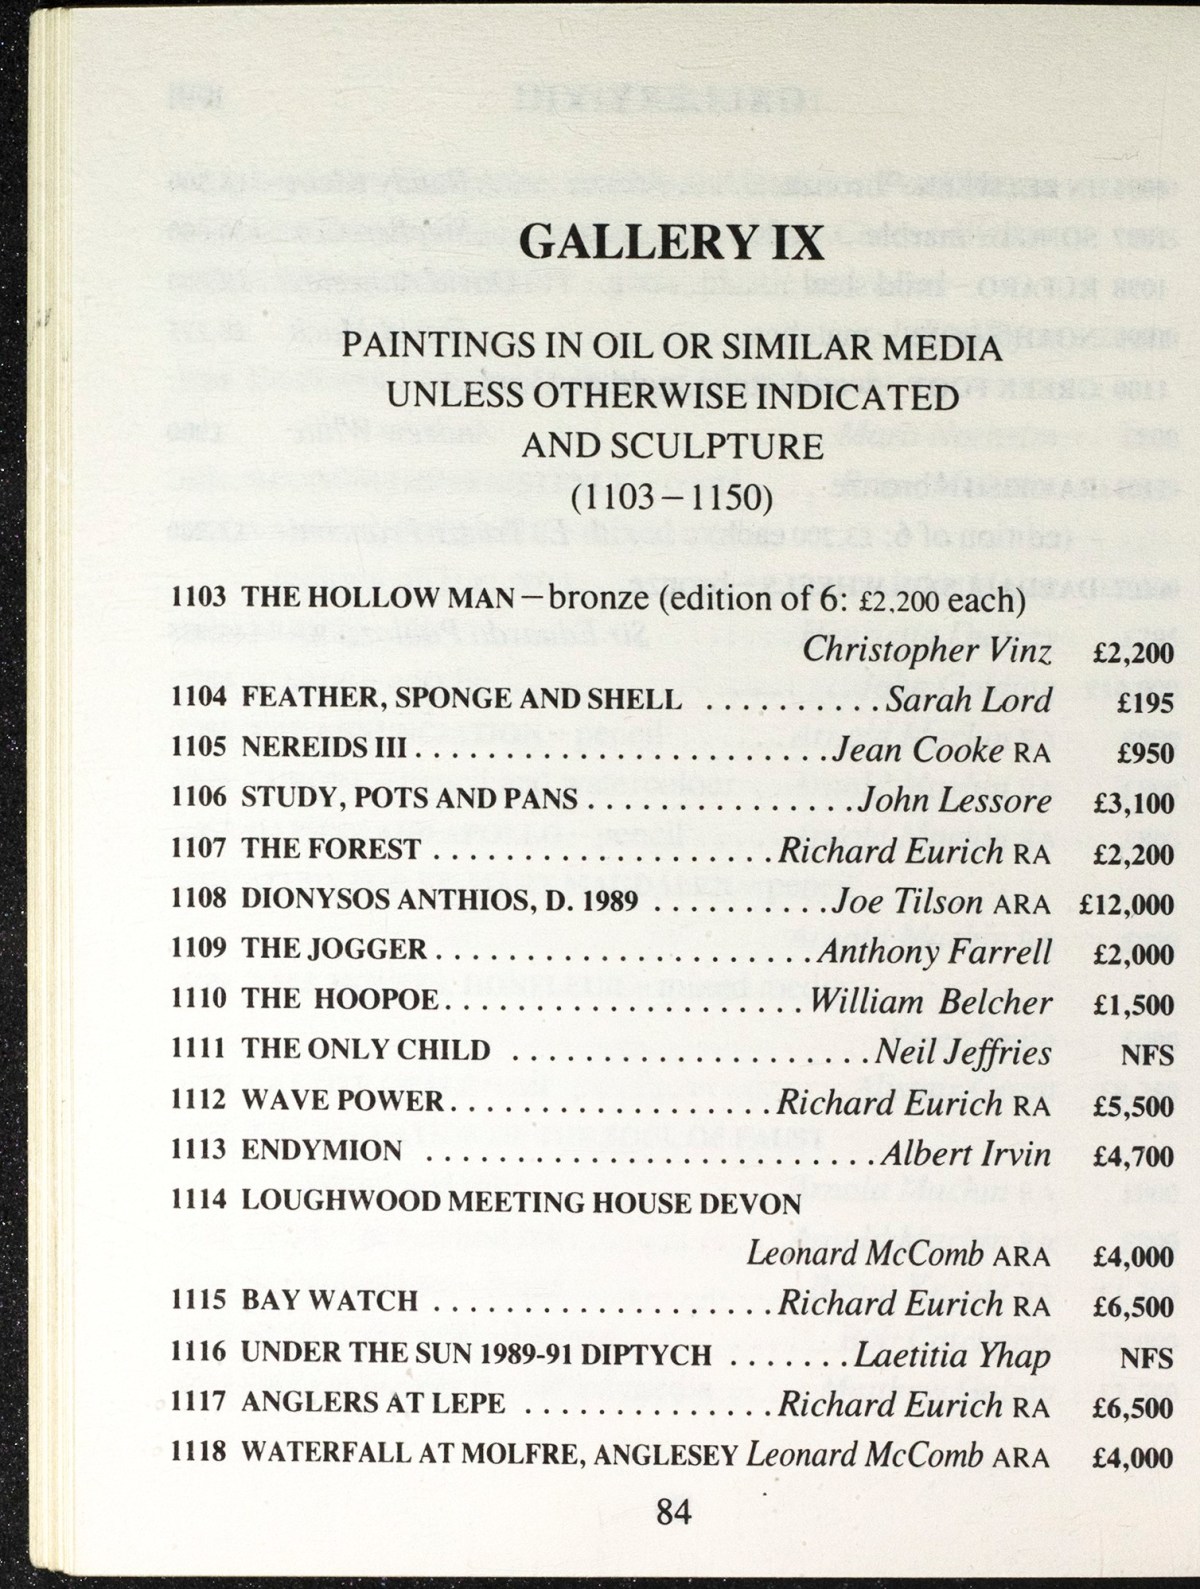 GALLERY IX
PAINTINGS IN OIL OR SIMILAR MEDIA
UNLESS OTHERWISE INDICATED
AND SCULPTURE
(1103 – 1150)
1103 THE HOLLOW MAN – bronze (edition of 6: £2,200 each)
Christopher Vinz £2,200
1104 FEATHER, SPONGE AND SHELL . . . . . . . . . . Sarah Lord £195
1105 NEREIDS III . . . . . . . . . . . . . . . . . . . . . . . . Jean Cooke RA £950
1106 STUDY, POTS AND PANS . . . . . . . . . . . . . . . John Lessore £3,100
1107 THE FOREST . . . . . . . . . . . . . . . . . . . Richard Eurich RA £2,200
1108 DIONYSOS ANTHIOS, D. 1989 . . . . . . . . . . Joe Tilson ARA £12,000
1109 THE JOGGER . . . . . . . . . . . . . . . . . . . . . Anthony Farrell £2,000
1110 THE HOOPOE . . . . . . . . . . . . . . . . . . . . William Belcher £1,500
1111 THE ONLY CHILD . . . . . . . . . . . . . . . . . . . . Neil Jeffries NFS
1112 WAVE POWER . . . . . . . . . . . . . . . . . . Richard Eurich RA £5,500
1113 ENDYMION . . . . . . . . . . . . . . . . . . . . . . . . . Albert Irvin £4,700
1114 LOUGHWOOD MEETING HOUSE DEVON
Leonard McComb ARA £4,000
1115 BAY WATCH . . . . . . . . . . . . . . . . . . . Richard Eurich RA £6,500
1116 UNDER THE SUN 1989-91 DIPTYCH . . . . . . . Laetitia Yhap NFS
1117 ANGLERS AT LEPE . . . . . . . . . . . . . . Richard Eurich RA £6,500
1118 WATERFALL AT MOLFRE, ANGLESEY Leonard McComb ARA £4,000
84